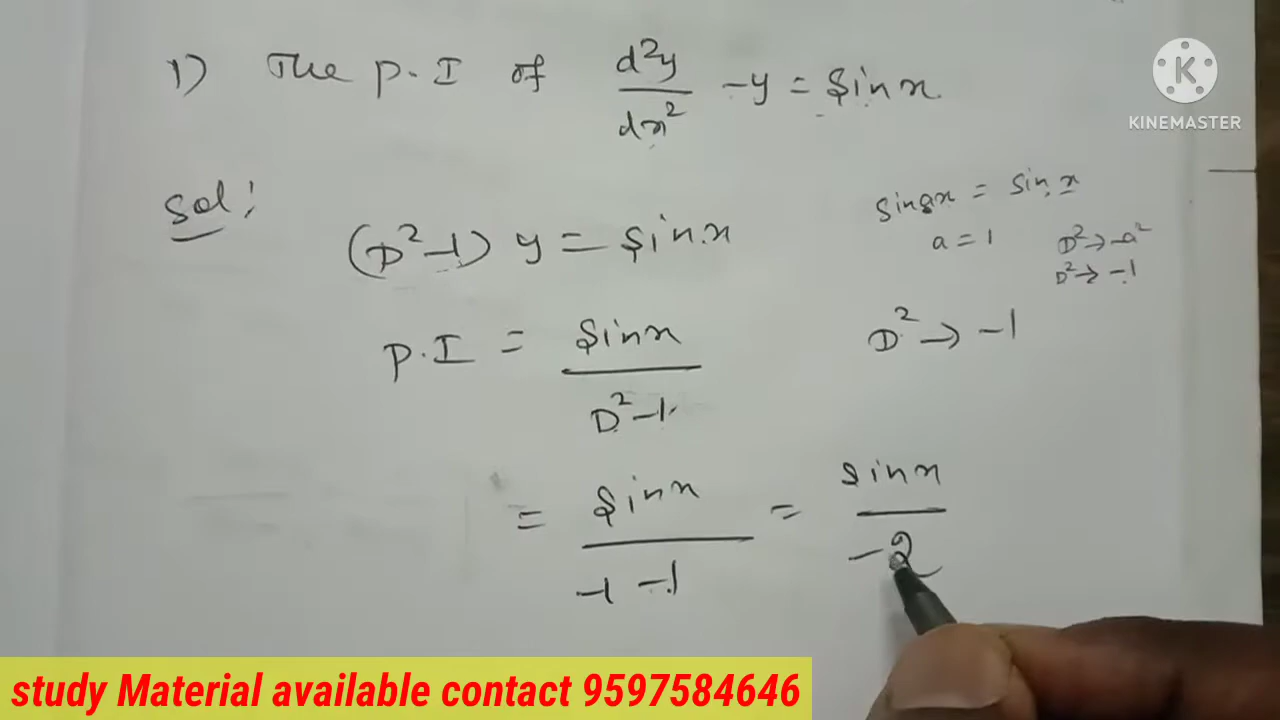 1) The P.I of d²y/dx² - y = sin x.
KINEMASTER
Sol:
sin ax = sin x
(D² -1) y = sin x
a = 1
D² → -a²
D² → -1
P.I = sin x / D² -1
D² → -1
= sin x / -1 -1 = sin x / -2
study Material available contact 9597584646